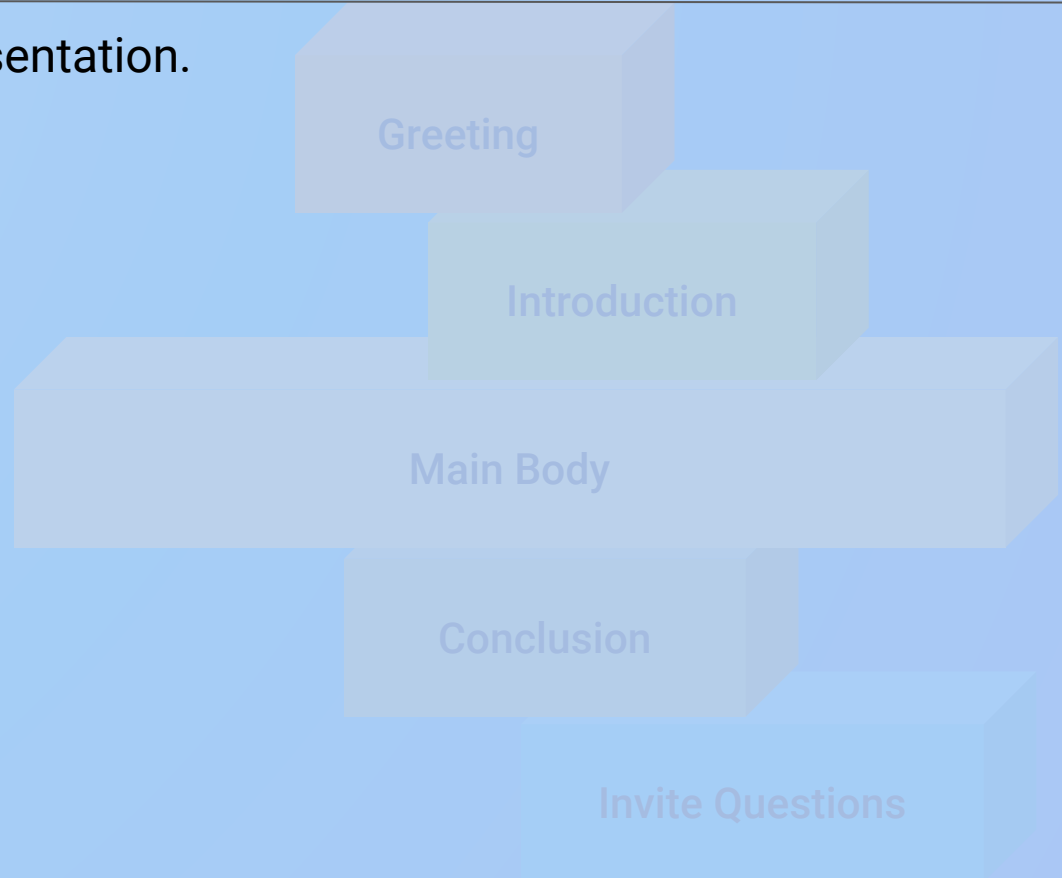 sentation.
Greeting
Introduction
Main Body
Conclusion
Invite Questions